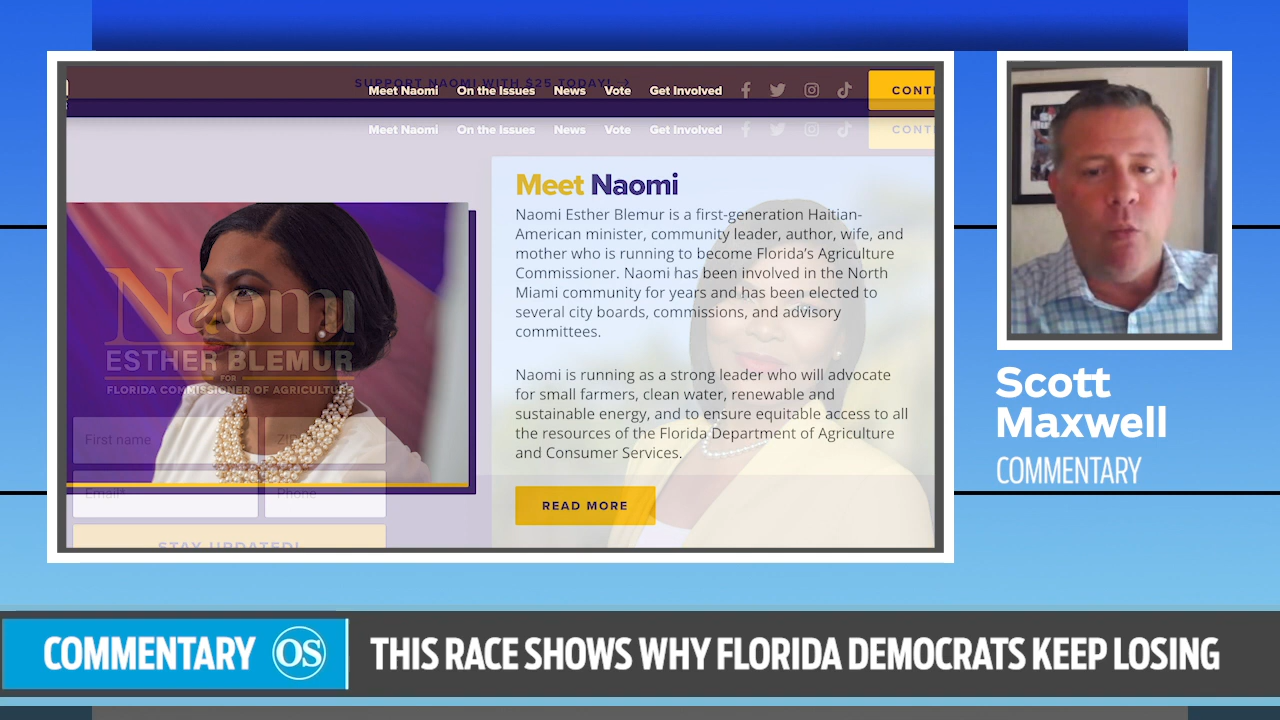 SUPPORT NAOMI WITH $25 TODAY! →
Meet Naomi On the Issues News Vote Get Involved CONT
Meet Naomi On the Issues News Vote Get Involved CONT
Meet Naomi
Naomi Esther Blemur is a first-generation Haitian-
American minister, community leader, author, wife, and
mother who is running to become Florida’s Agriculture
Commissioner. Naomi has been involved in the North
Miami community for years and has been elected to
several city boards, commissions, and advisory
committees.
Naomi is running as a strong leader who will advocate
for small farmers, clean water, renewable and
sustainable energy, and to ensure equitable access to all
the resources of the Florida Department of Agriculture
and Consumer Services.
READ MORE
Naomi
ESTHER BLEMUR
FOR
FLORIDA COMMISSIONER OF AGRICULTURE
First name
Email* Phone
STAY UPDATED!
Scott
Maxwell
COMMENTARY
COMMENTARY OS THIS RACE SHOWS WHY FLORIDA DEMOCRATS KEEP LOSING